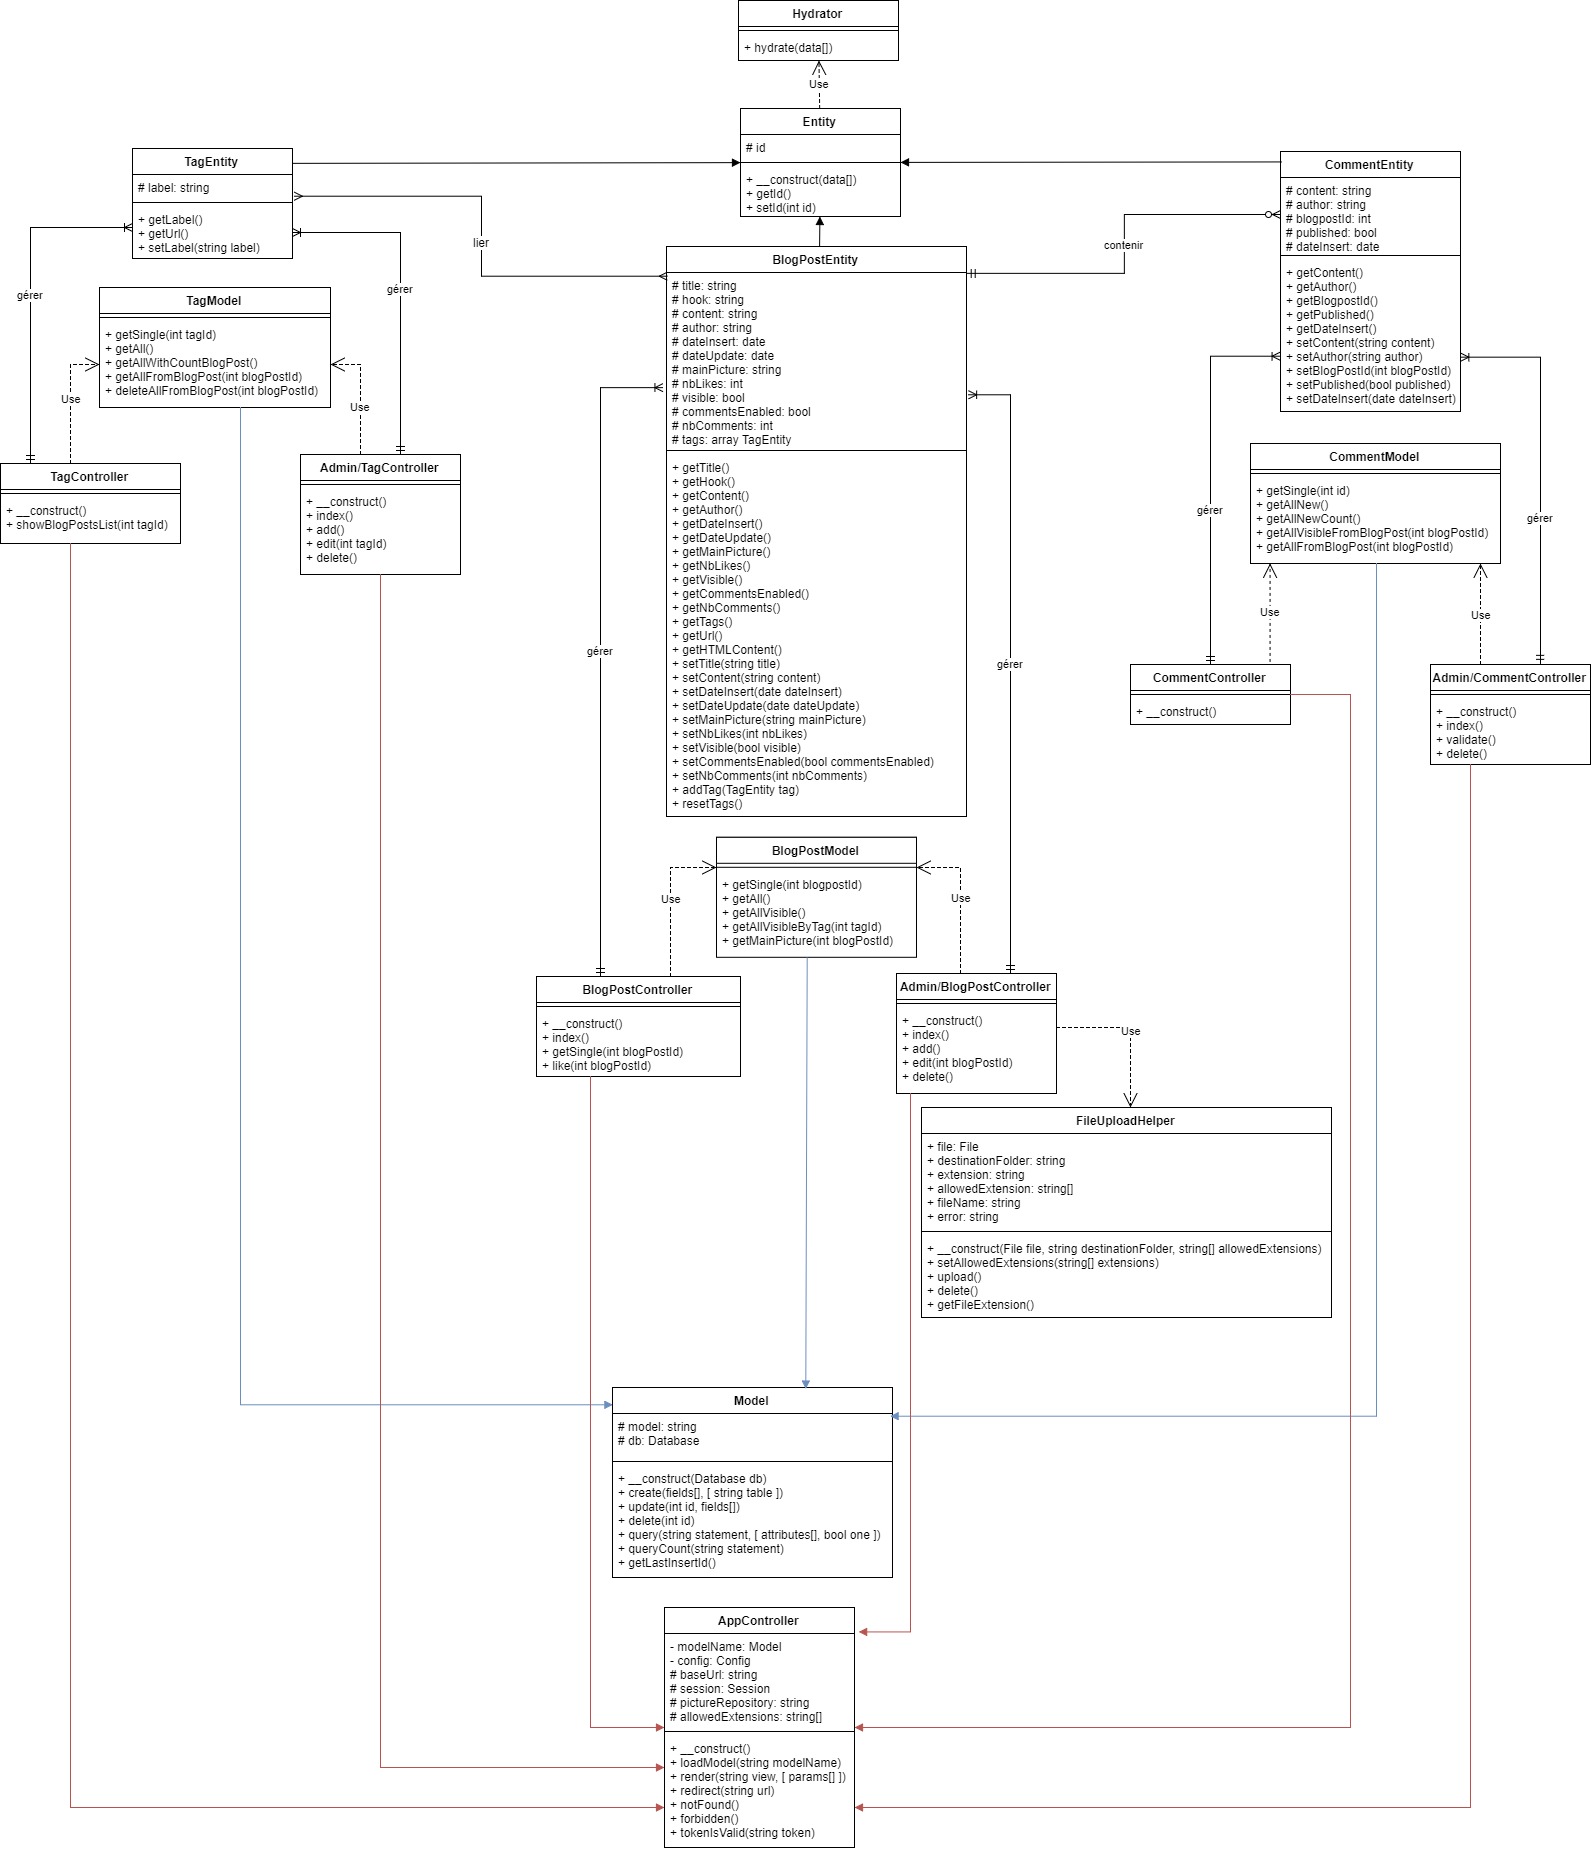 Hydrator
+ hydrate(data[])
Use
Entity
# id
+ __construct(data[])
+ getId()
+ setId(int id)
TagEntity
# label: string
+ getLabel()
+ getUrl()
+ setLabel(string label)
CommentEntity
# content: string
# author: string
# blogpostId: int
# published: bool
# dateInsert: date
+ getContent()
+ getAuthor()
+ getBlogpostId()
+ getPublished()
+ getDateInsert()
+ setContent(string content)
+ setAuthor(string author)
+ setBlogPostId(int blogPostId)
+ setPublished(bool published)
+ setDateInsert(date dateInsert)
lier
contenir
BlogPostEntity
# title: string
# hook: string
# content: string
# author: string
# dateInsert: date
# dateUpdate: date
# mainPicture: string
# nbLikes: int
# visible: bool
# commentsEnabled: bool
# nbComments: int
# tags: array TagEntity
+ getTitle()
+ getHook()
+ getContent()
+ getAuthor()
+ getDateInsert()
+ getDateUpdate()
+ getMainPicture()
+ getNbLikes()
+ getVisible()
+ getCommentsEnabled()
+ getNbComments()
+ getTags()
+ getUrl()
+ getHTMLContent()
+ setTitle(string title)
+ setContent(string content)
+ setDateInsert(date dateInsert)
+ setDateUpdate(date dateUpdate)
+ setMainPicture(string mainPicture)
+ setNbLikes(int nbLikes)
+ setVisible(bool visible)
+ setCommentsEnabled(bool commentsEnabled)
+ setNbComments(int nbComments)
+ addTag(TagEntity tag)
+ resetTags()
gérer
gérer
TagModel
+ getSingle(int tagId)
+ getAll()
+ getAllWithCountBlogPost()
+ getAllFromBlogPost(int blogPostId)
+ deleteAllFromBlogPost(int blogPostId)
Use
Use
TagController
+ __construct()
+ showBlogPostsList(int tagId)
Admin/TagController
+ __construct()
+ index()
+ add()
+ edit(int tagId)
+ delete()
CommentModel
+ getSingle(int id)
+ getAllNew()
+ getAllNewCount()
+ getAllVisibleFromBlogPost(int blogPostId)
+ getAllFromBlogPost(int blogPostId)
gérer
gérer
Use
Use
CommentController
+ __construct()
Admin/CommentController
+ __construct()
+ index()
+ validate()
+ delete()
gérer
gérer
BlogPostModel
+ getSingle(int blogpostId)
+ getAll()
+ getAllVisible()
+ getAllVisibleByTag(int tagId)
+ getMainPicture(int blogPostId)
Use
Use
BlogPostController
+ __construct()
+ index()
+ getSingle(int blogPostId)
+ like(int blogPostId)
Admin/BlogPostController
+ __construct()
+ index()
+ add()
+ edit(int blogPostId)
+ delete()
Use
FileUploadHelper
+ file: File
+ destinationFolder: string
+ extension: string
+ allowedExtension: string[]
+ fileName: string
+ error: string
+ __construct(File file, string destinationFolder, string[] allowedExtensions)
+ setAllowedExtensions(string[] extensions)
+ upload()
+ delete()
+ getFileExtension()
Model
# model: string
# db: Database
+ __construct(Database db)
+ create(fields[], [ string table ])
+ update(int id, fields[])
+ delete(int id)
+ query(string statement, [ attributes[], bool one ])
+ queryCount(string statement)
+ getLastInsertId()
AppController
- modelName: Model
- config: Config
# baseUrl: string
# session: Session
# pictureRepository: string
# allowedExtensions: string[]
+ __construct()
+ loadModel(string modelName)
+ render(string view, [ params[] ])
+ redirect(string url)
+ notFound()
+ forbidden()
+ tokenIsValid(string token)